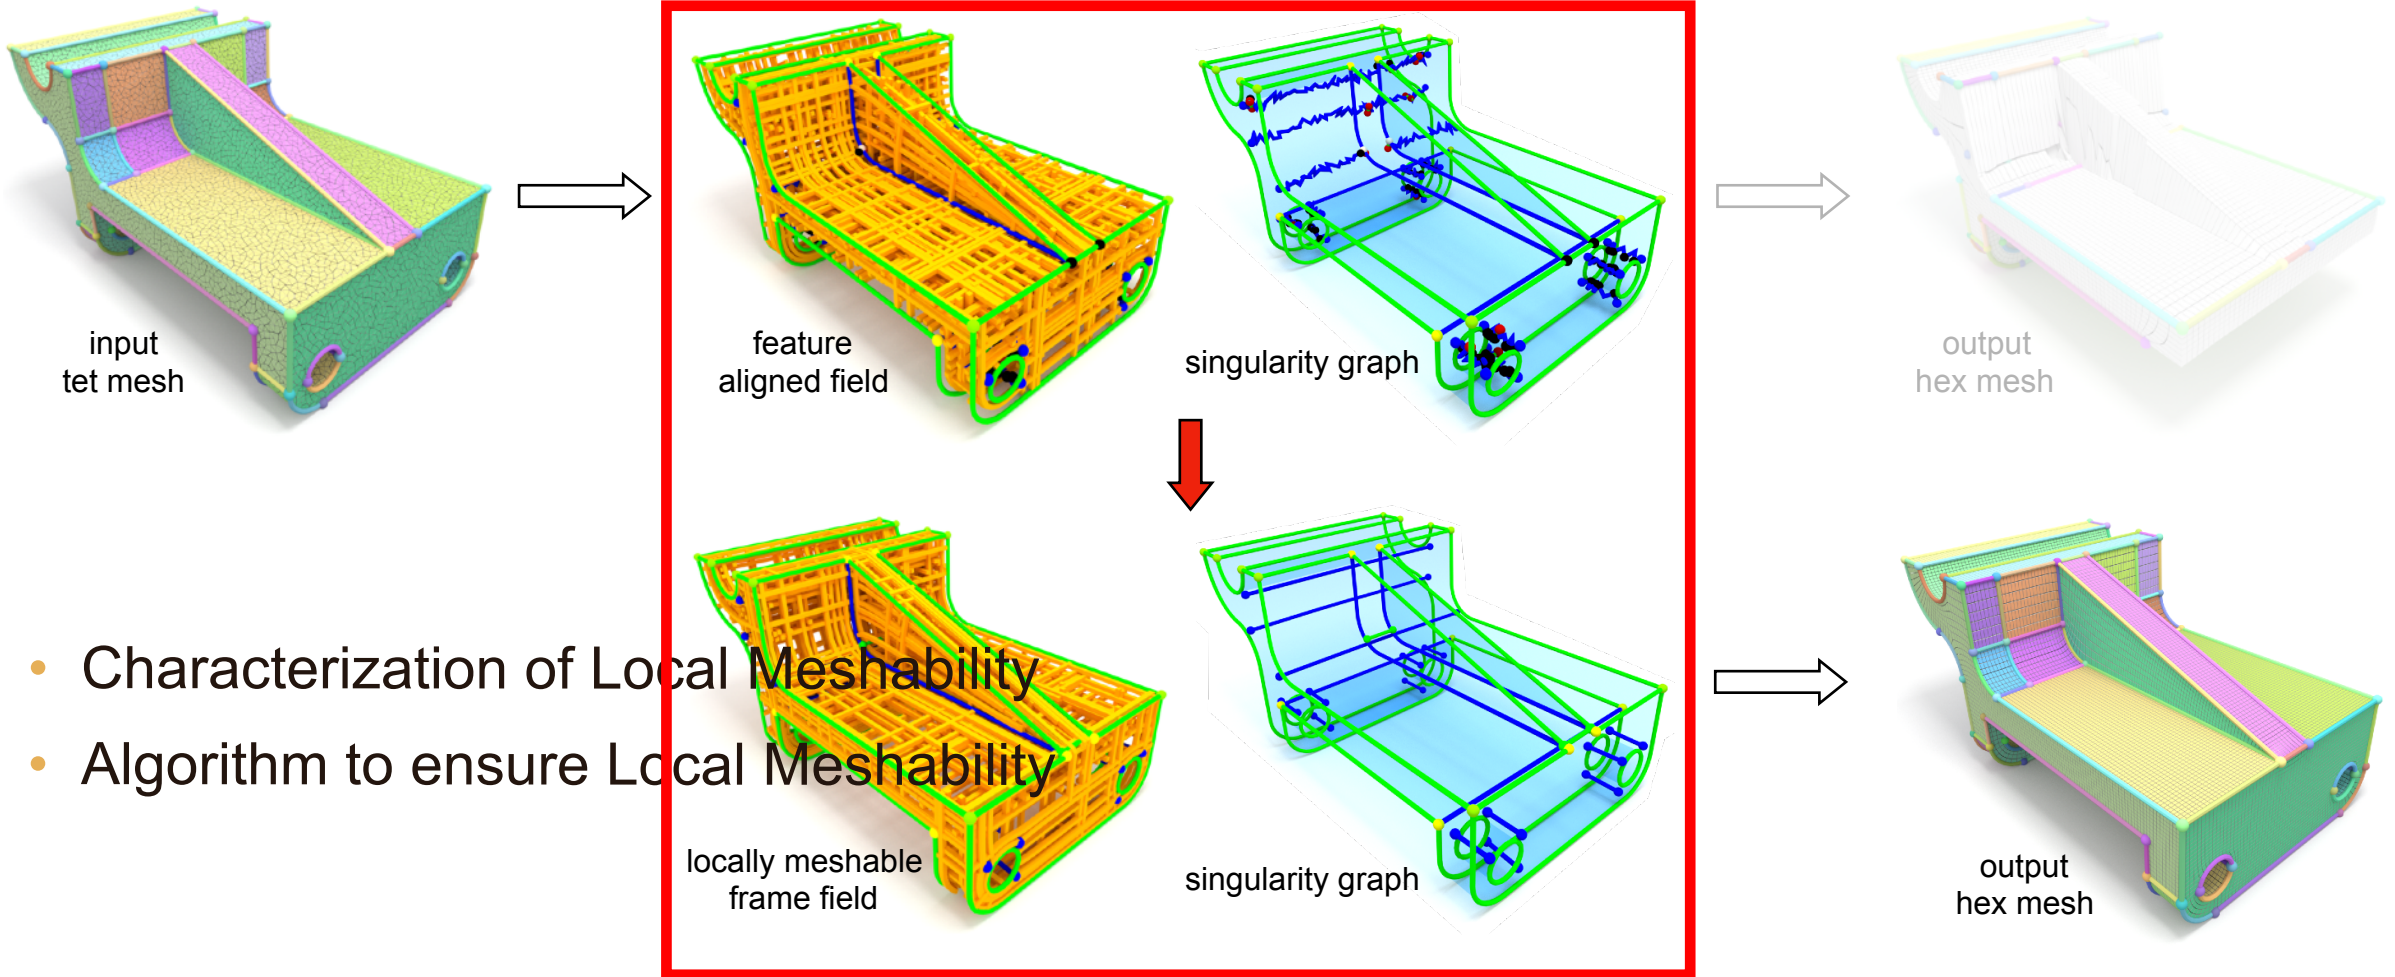 input
tet mesh
feature
aligned field
singularity graph
output
hex mesh
• Characterization of Local Meshability
• Algorithm to ensure Local Meshability
locally meshable
frame field
singularity graph
output
hex mesh